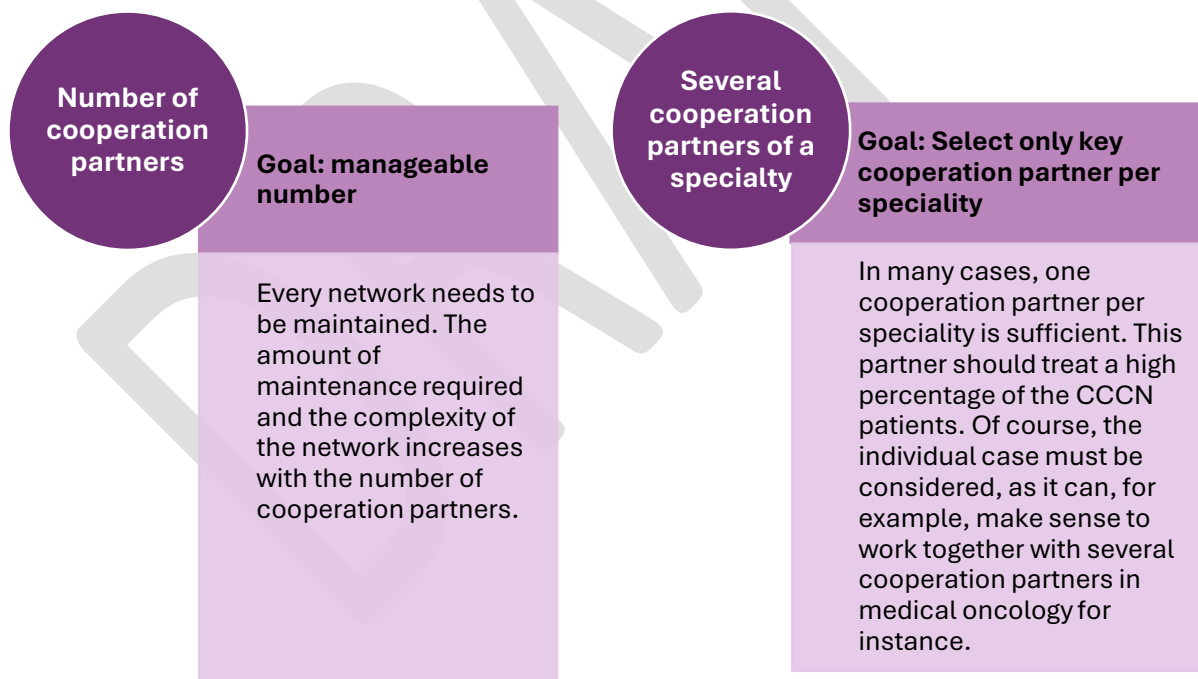 Number of
cooperation
partners
Goal: manageable
number
Every network needs to
be maintained. The
amount of
maintenance required
and the complexity of
the network increases
with the number of
cooperation partners.
Several
cooperation
partners of a
specialty
Goal: Select only key
cooperation partner per
speciality
In many cases, one
cooperation partner per
speciality is sufficient. This
partner should treat a high
percentage of the CCCN
patients. Of course, the
individual case must be
considered, as it can, for
example, make sense to
work together with several
cooperation partners in
medical oncology for
instance.